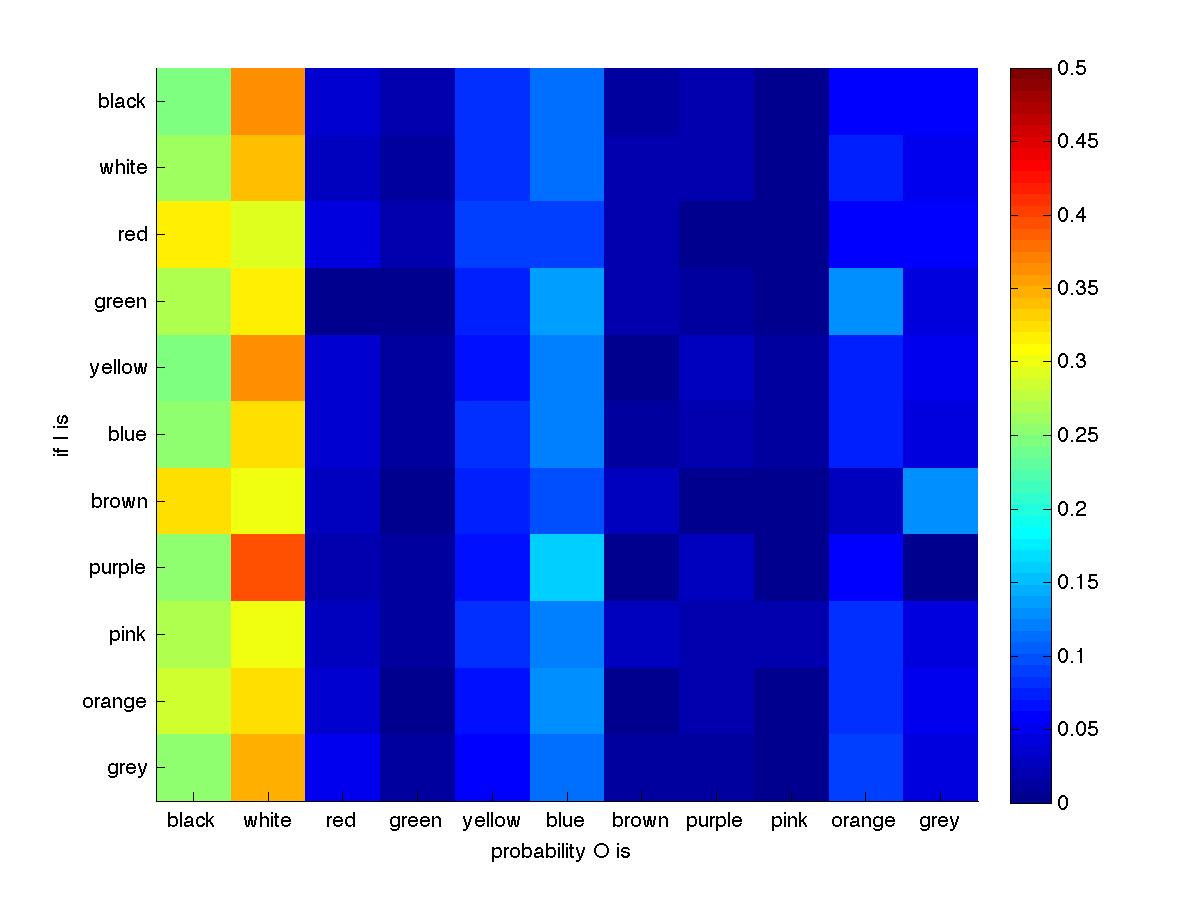 black
white
red
green
yellow
blue
brown
purple
pink
orange
grey
if I is
black white red green yellow blue brown purple pink orange grey
probability O is
0.5
0.45
0.4
0.35
0.3
0.25
0.2
0.15
0.1
0.05
0